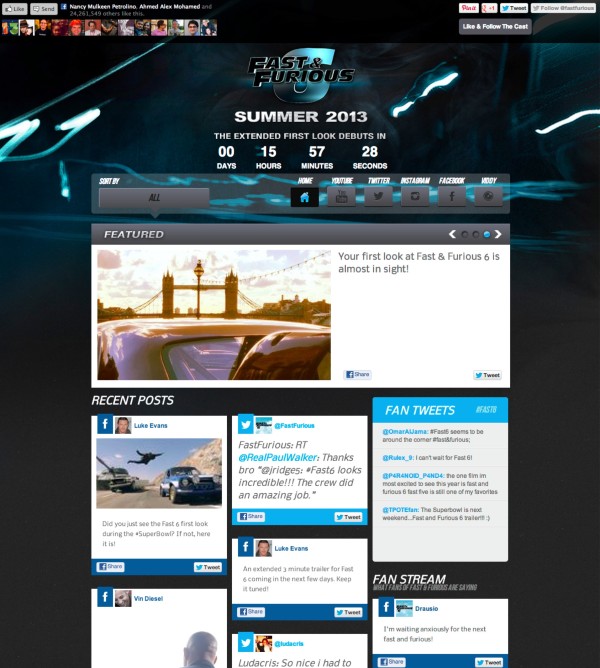 Like Send Nancy Mulkeen Petrolino, Ahmed Alex Mohamed and
24,261,549 others like this.
Pin it +1 Tweet Follow @fastfurious
Like & Follow The Cast
FAST &
FURIOUS
6
SUMMER 2013
THE EXTENDED FIRST LOOK DEBUTS IN
00 15 57 28
DAYS HOURS MINUTES SECONDS
SORT BY HOME YOUTUBE TWITTER INSTAGRAM FACEBOOK VIDDY
ALL
FEATURED
Your first look at Fast & Furious 6 is
almost in sight!
Share Tweet
RECENT POSTS
Luke Evans
Did you just see the Fast 6 first look
during the #SuperBowl? If not, here
it is!
Share Tweet
Vin Diesel
@FastFurious
FastFurious: RT
@RealPaulWalker: Thanks
bro "@jridges: #Fast6 looks
incredible!!! The crew did
an amazing job."
Share Tweet
Luke Evans
An extended 3 minute trailer for Fast
6 coming in the next few days. Keep
it tuned!
Share Tweet
@ludacris
Ludacris: So nice i had to
FAN TWEETS #FAST6
@OmarAlJama: #Fast6 seems to be
around the corner #fast&furious;
@Rulex_9: I can't wait for Fast 6!
@P4R4NOID_P4ND4: the one film im
most excited to see this year is fast and
furious 6 fast five is still one of my favorites
@TPOTEfan: The Superbowl is next
weekend...Fast and Furious 6 trailer!!! :)
FAN STREAM
WHAT FANS OF FAST & FURIOUS ARE SAYING
Drausio
I'm waiting anxiously for the next
fast and furious!
Share Tweet